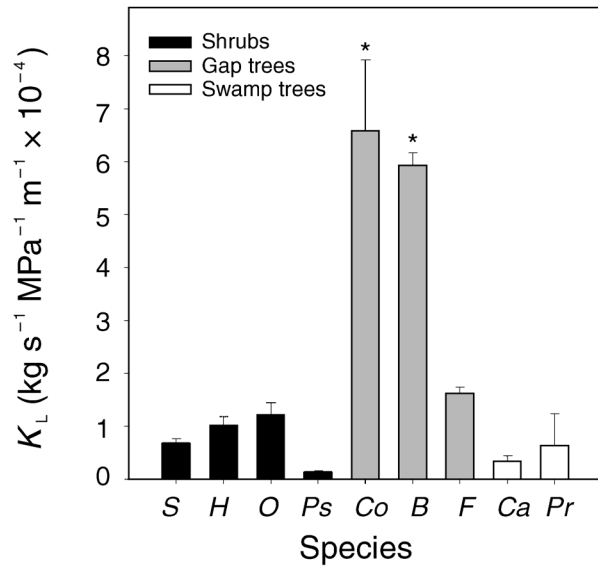 Shrubs
Gap trees
Swamp trees
* *
8
7
6
5
4
3
2
1
0
K_L (kg s⁻¹ MPa⁻¹ m⁻¹ × 10⁻⁴)
S H O Ps Co B F Ca Pr
Species